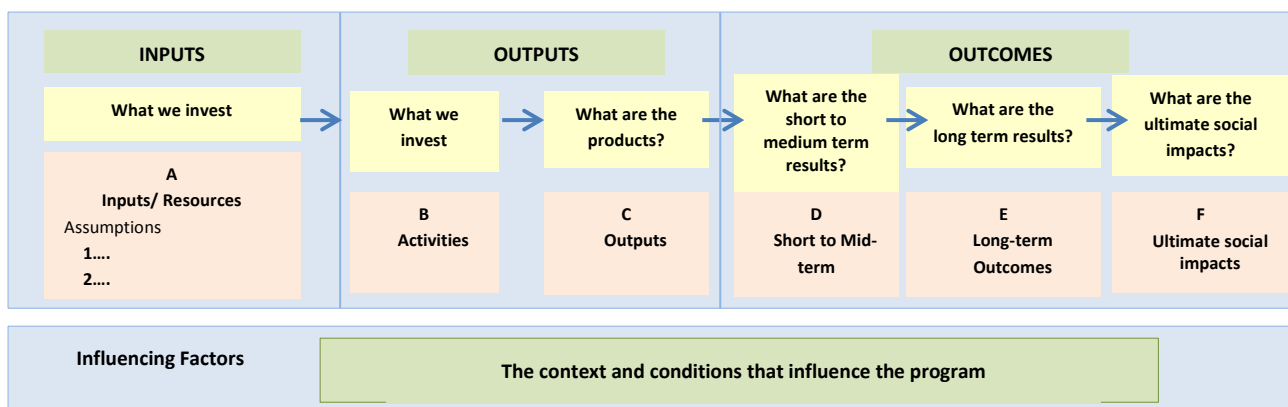 INPUTS
OUTPUTS
OUTCOMES
What we invest
What we
invest
What are the
products?
What are the
short to
medium term
results?
What are the
long term results?
What are the
ultimate social
impacts?
A
Inputs/ Resources
Assumptions
1....
2....
B
Activities
C
Outputs
D
Short to Mid-
term
E
Long-term
Outcomes
F
Ultimate social
impacts
Influencing Factors
The context and conditions that influence the program